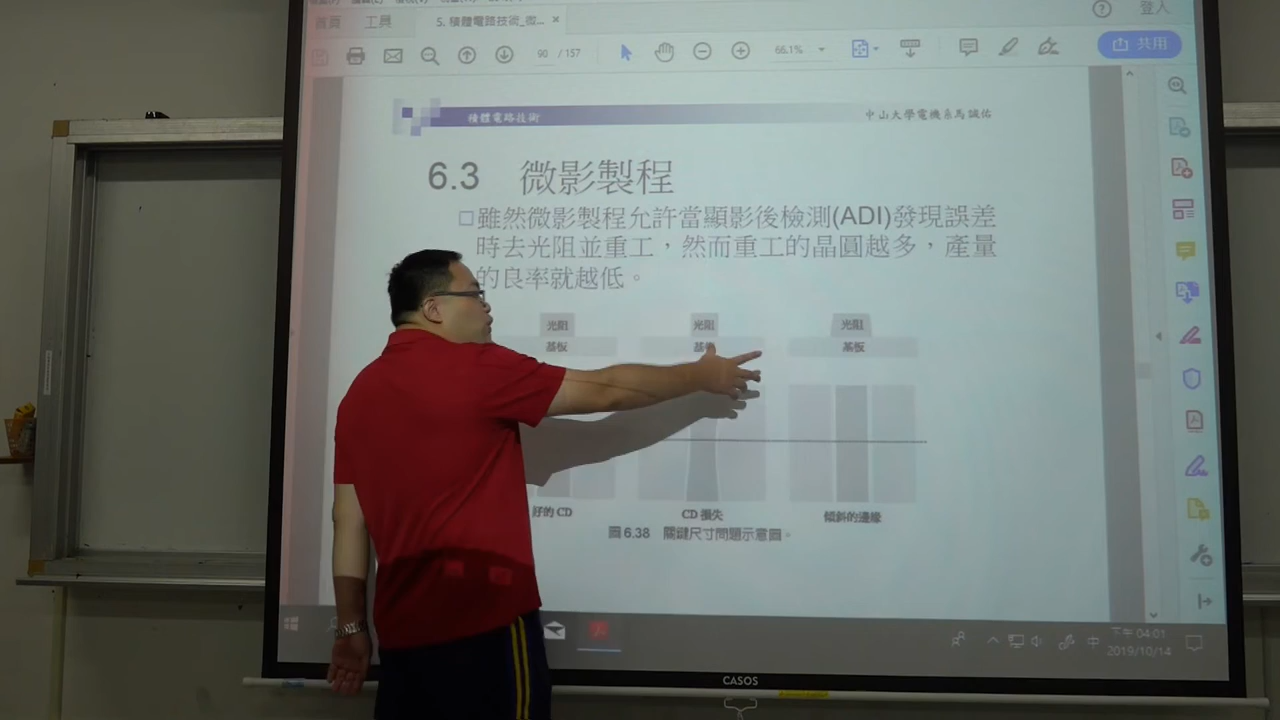 首頁 工具 5. 積體電路技術_微... × ? 登入
90 / 157 66.1% 共用
積體電路技術 中山大學電機系馬誠佑
6.3 微影製程
雖然微影製程允許當顯影後檢測(ADI)發現誤差
時去光阻並重工，然而重工的晶圓越多，產量
的良率就越低。
光阻 光阻 光阻
基板 基 基板
好的 CD CD 損失 傾斜的邊緣
圖 6.38 關鍵尺寸問題示意圖。
中 下午 04:01
2019/10/14
CASOS